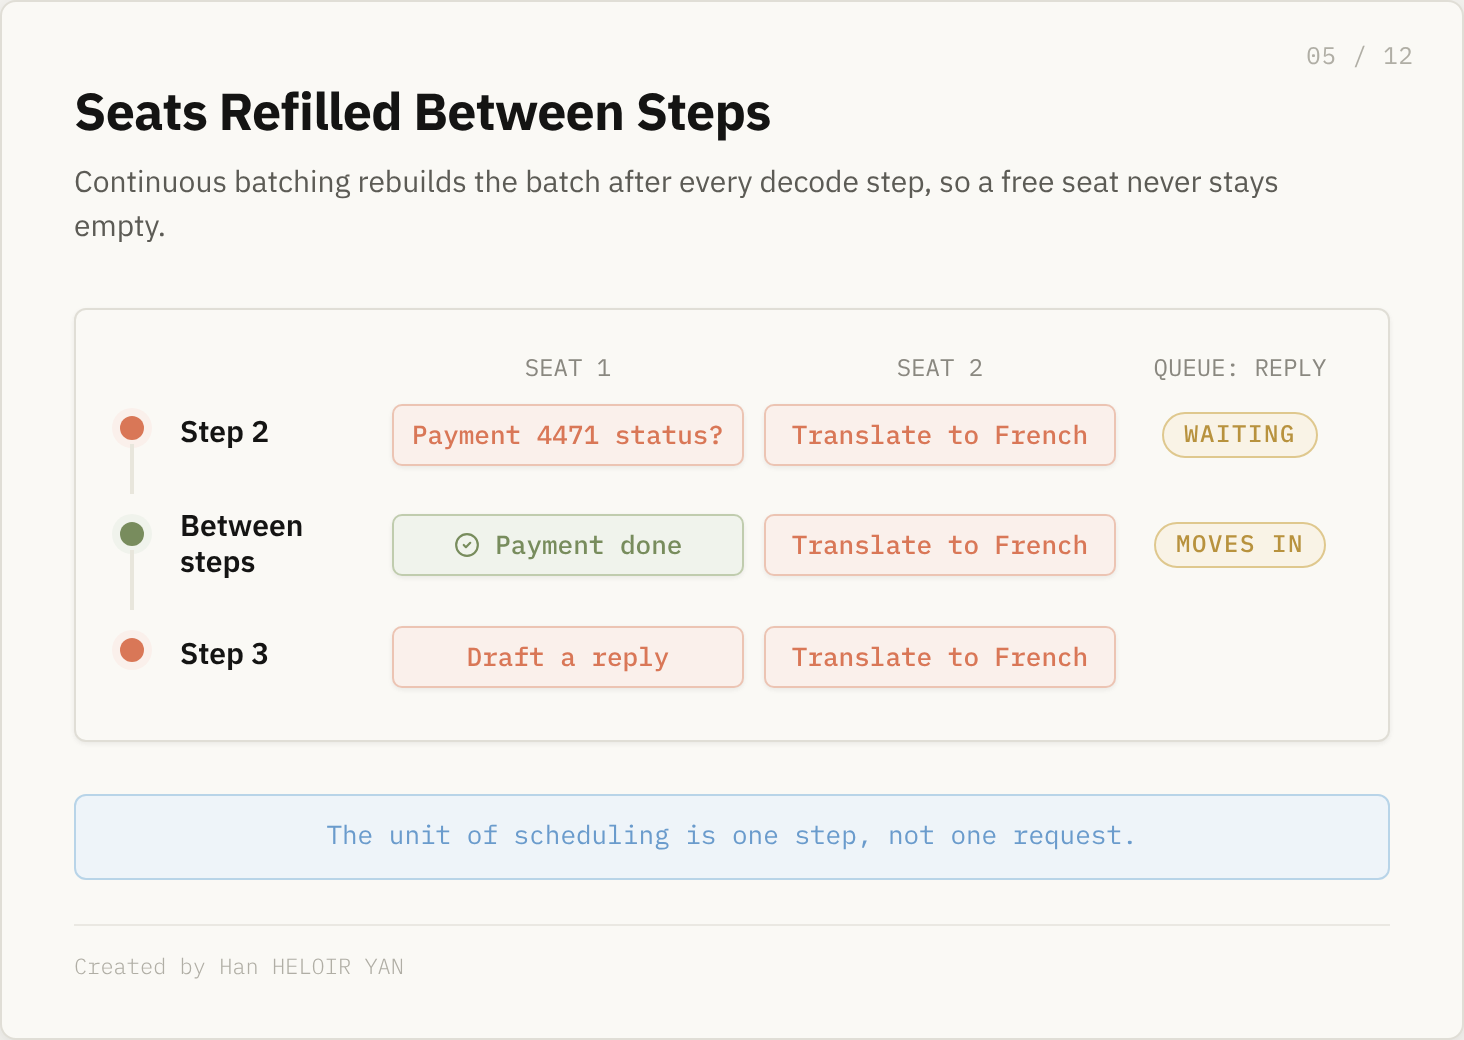 05 / 12
Seats Refilled Between Steps
Continuous batching rebuilds the batch after every decode step, so a free seat never stays
empty.
SEAT 1 SEAT 2 QUEUE: REPLY
Step 2 Payment 4471 status? Translate to French WAITING
Between
steps
Payment done Translate to French MOVES IN
Step 3 Draft a reply Translate to French
The unit of scheduling is one step, not one request.
Created by Han HELOIR YAN